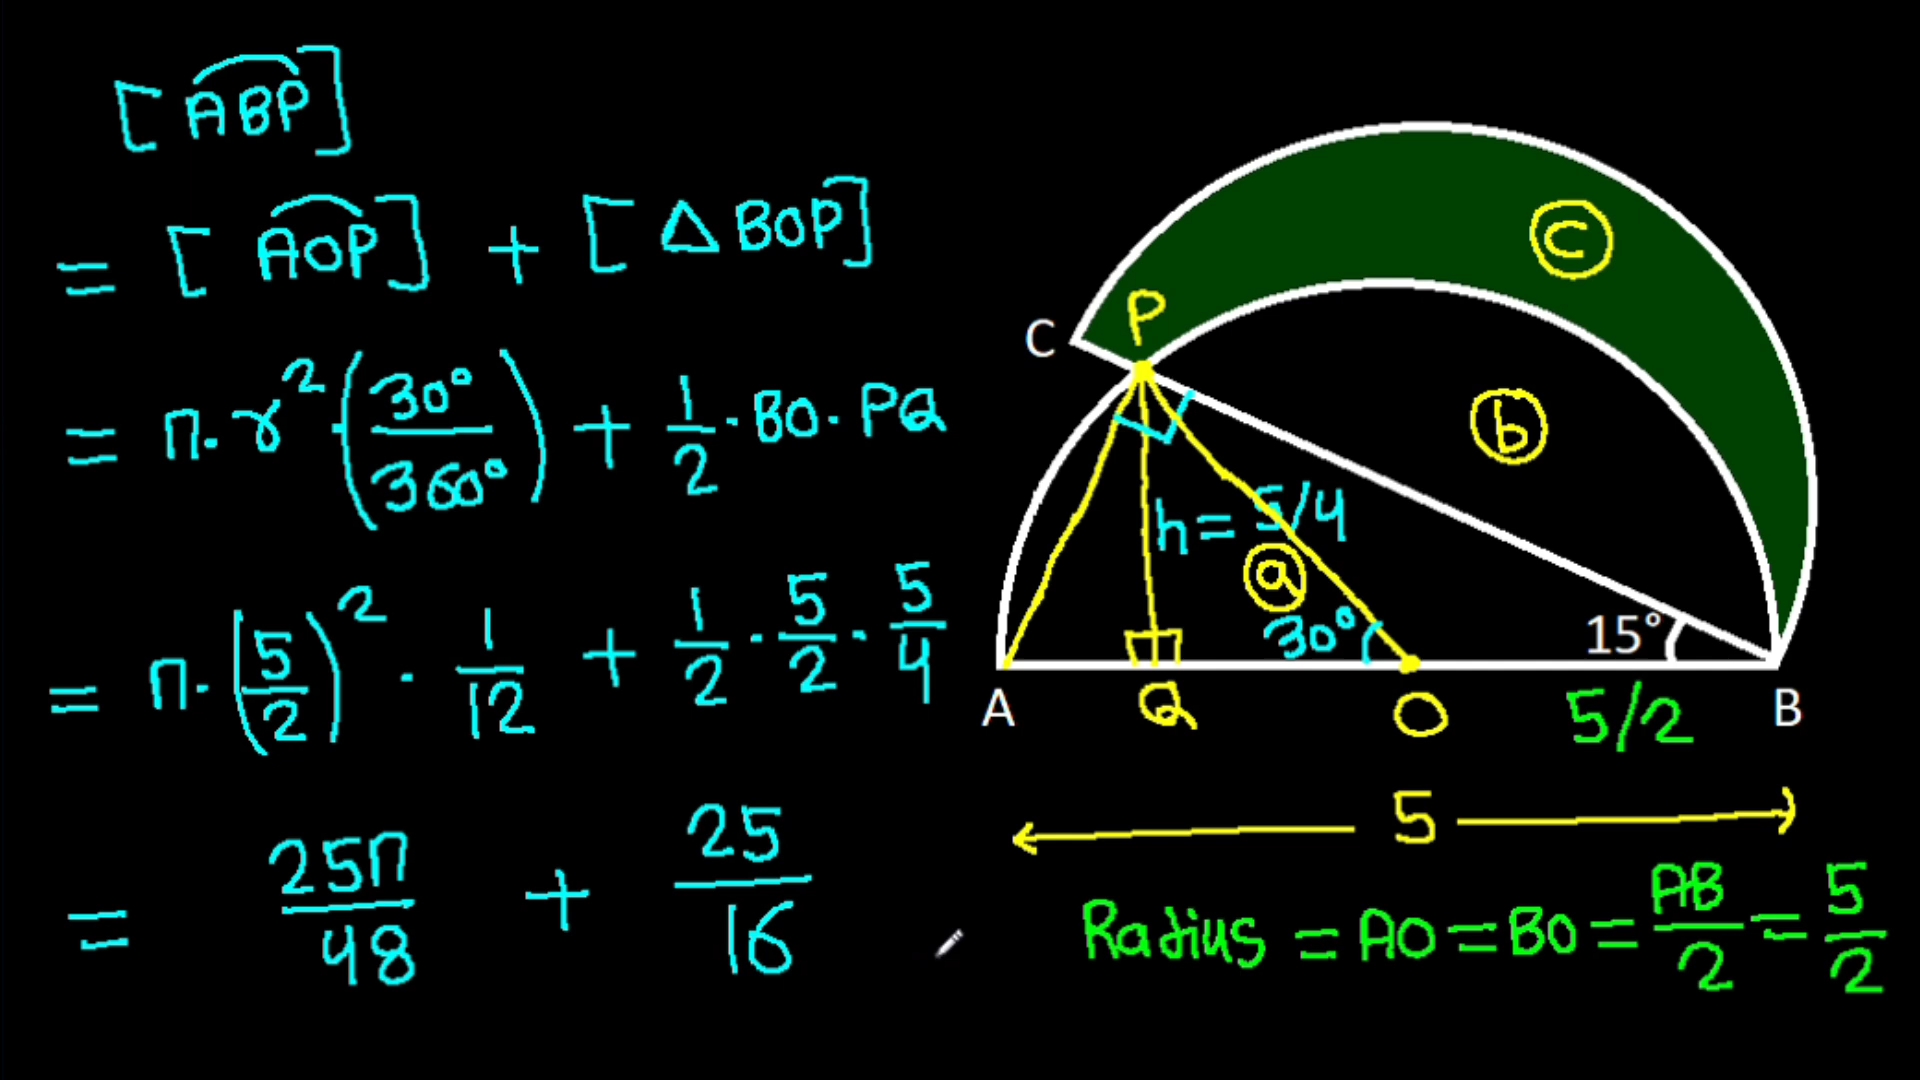 [ABP]
= [AOP] + [△BOP]
= π·r²·(30°/360°) + 1/2·BO·PQ
= π·(5/2)²·1/12 + 1/2·5/2·5/4
= 25π/48 + 25/16
C
P
c
b
h = 5/4
a
30°
15°
A
Q
O
5/2
B
5
Radius = AO = BO = AB/2 = 5/2